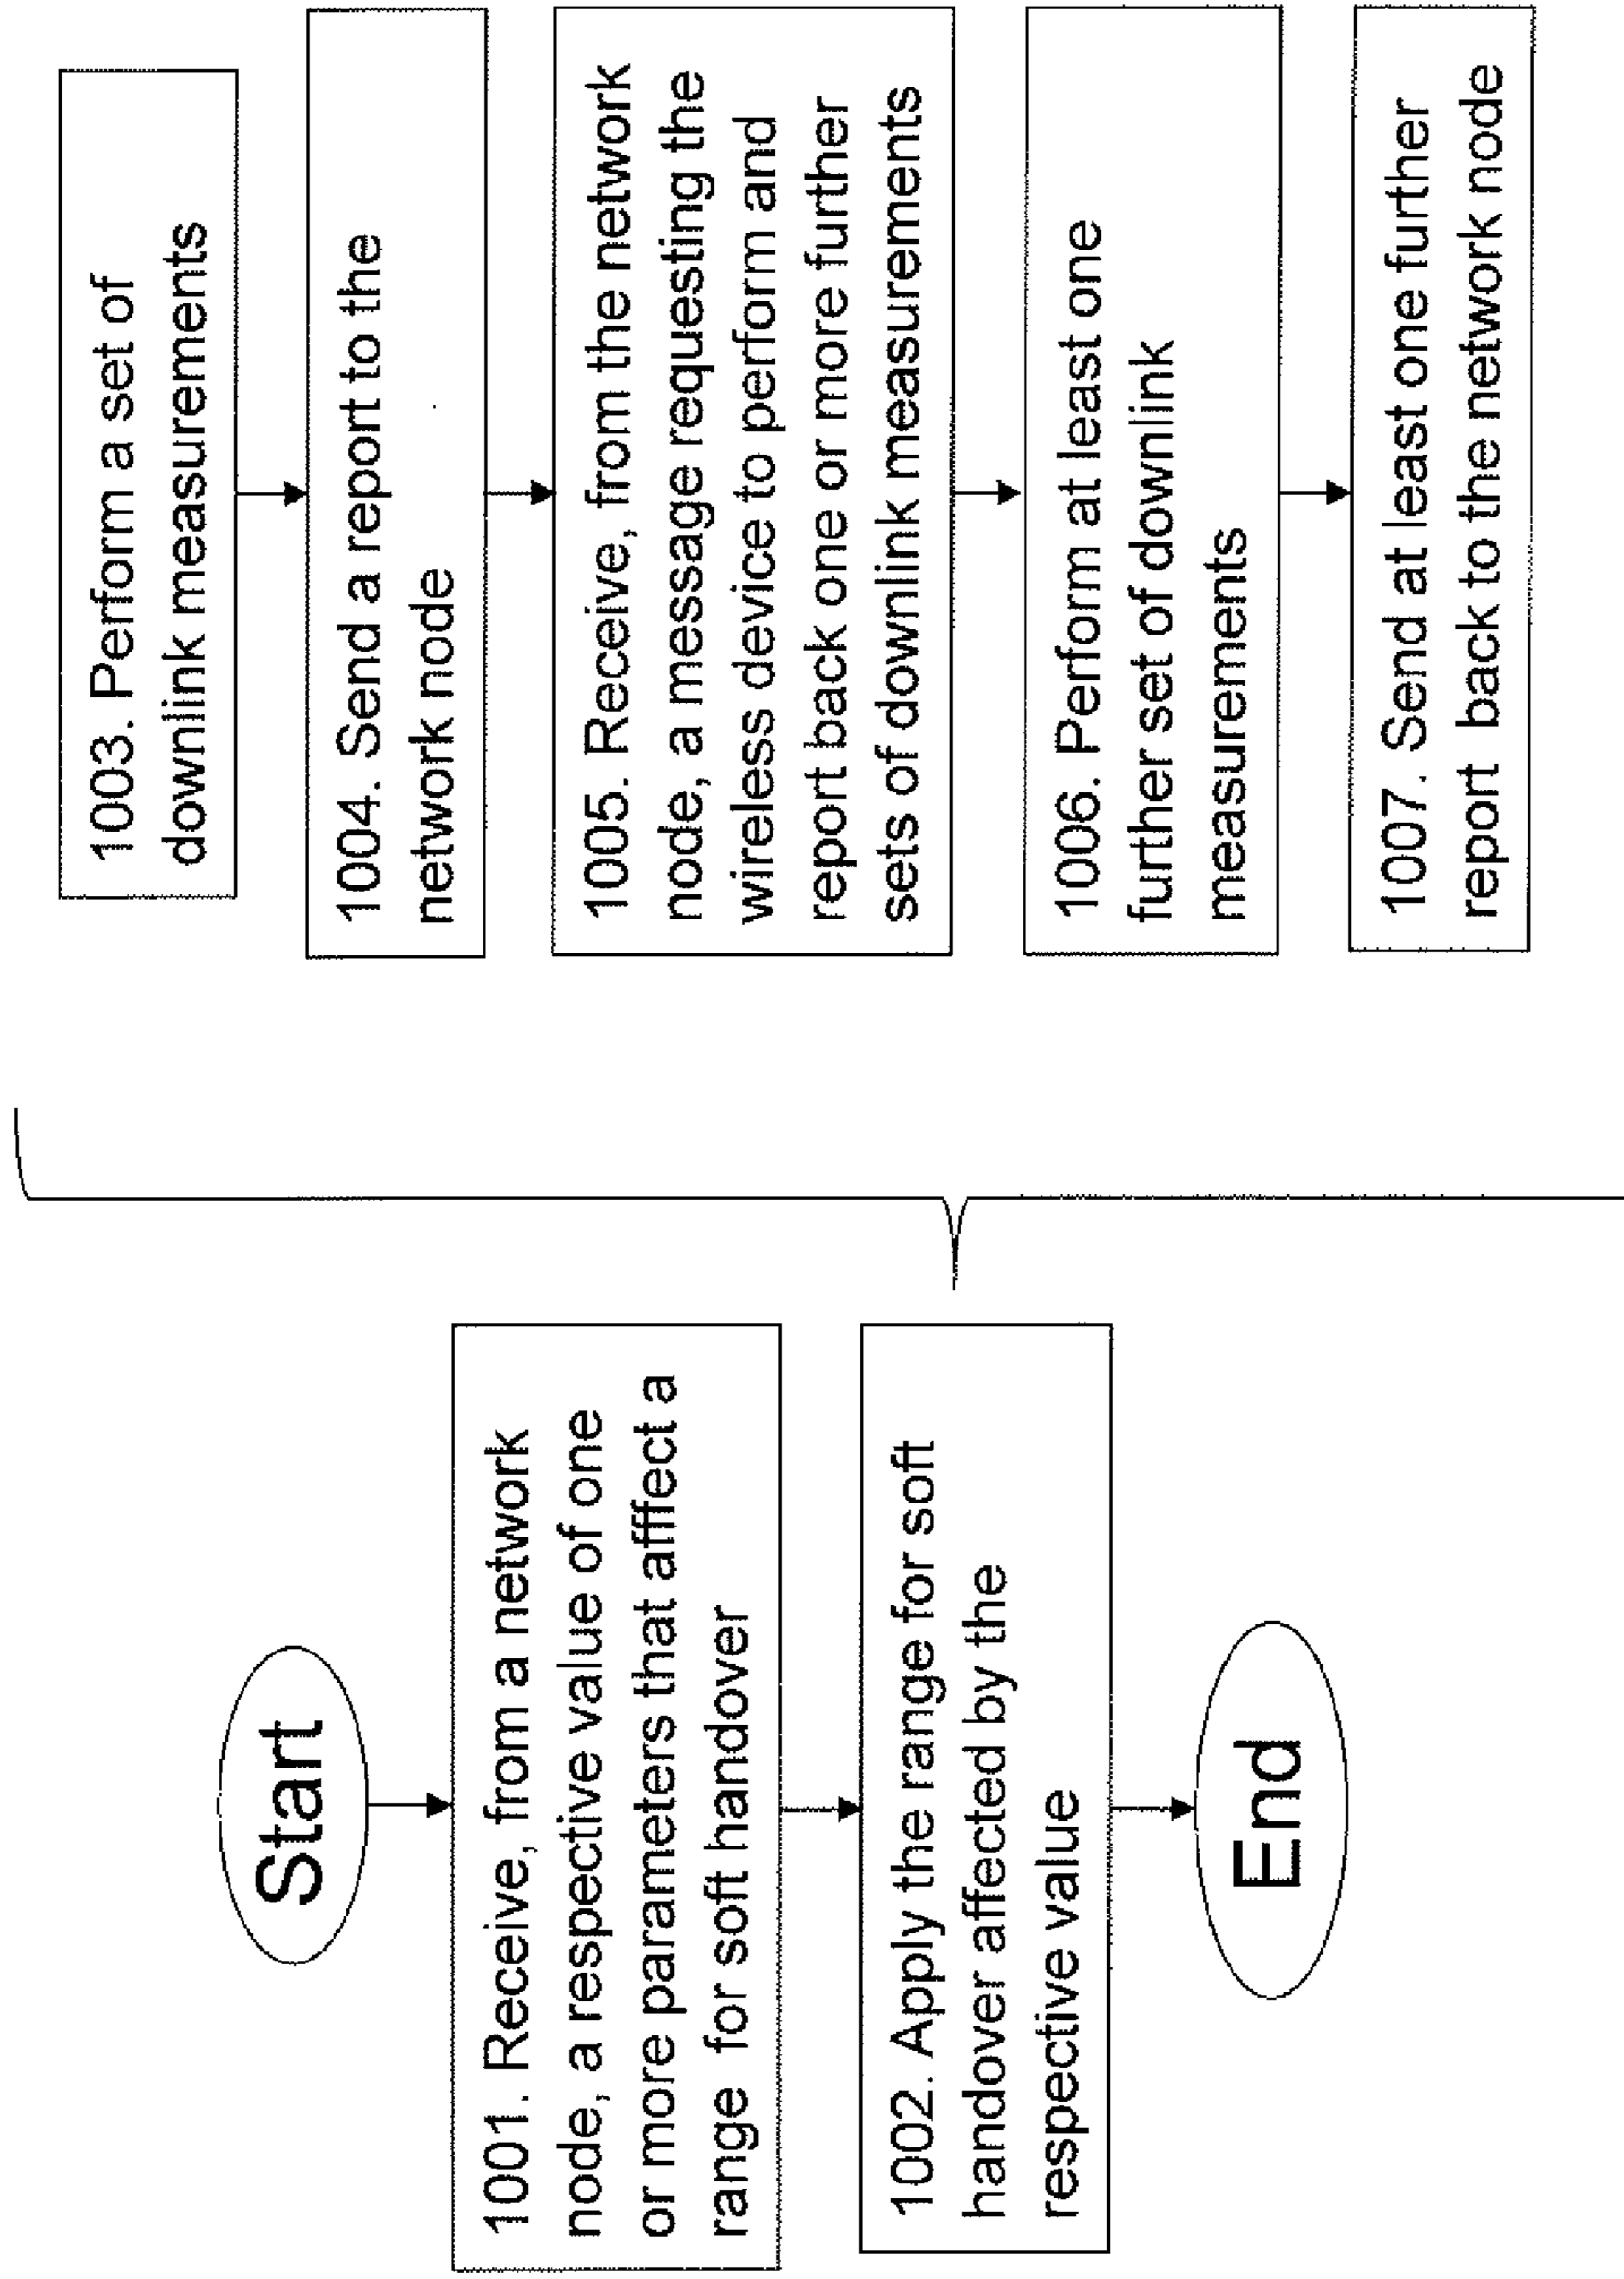 Start
1001. Receive, from a network
node, a respective value of one
or more parameters that afffect a
range for soft handover
1002. Apply the range for soft
handover affected by the
respective value
End
1003. Perform a set of
downlink measurements
1004. Send a report to the
network node
1005. Receive, from the network
node, a message requesting the
wireless device to perform and
report back one or more further
sets of downlink measurements
1006. Perform at least one
further set of downlink
measurements
1007. Send at least one further
report back to the network node